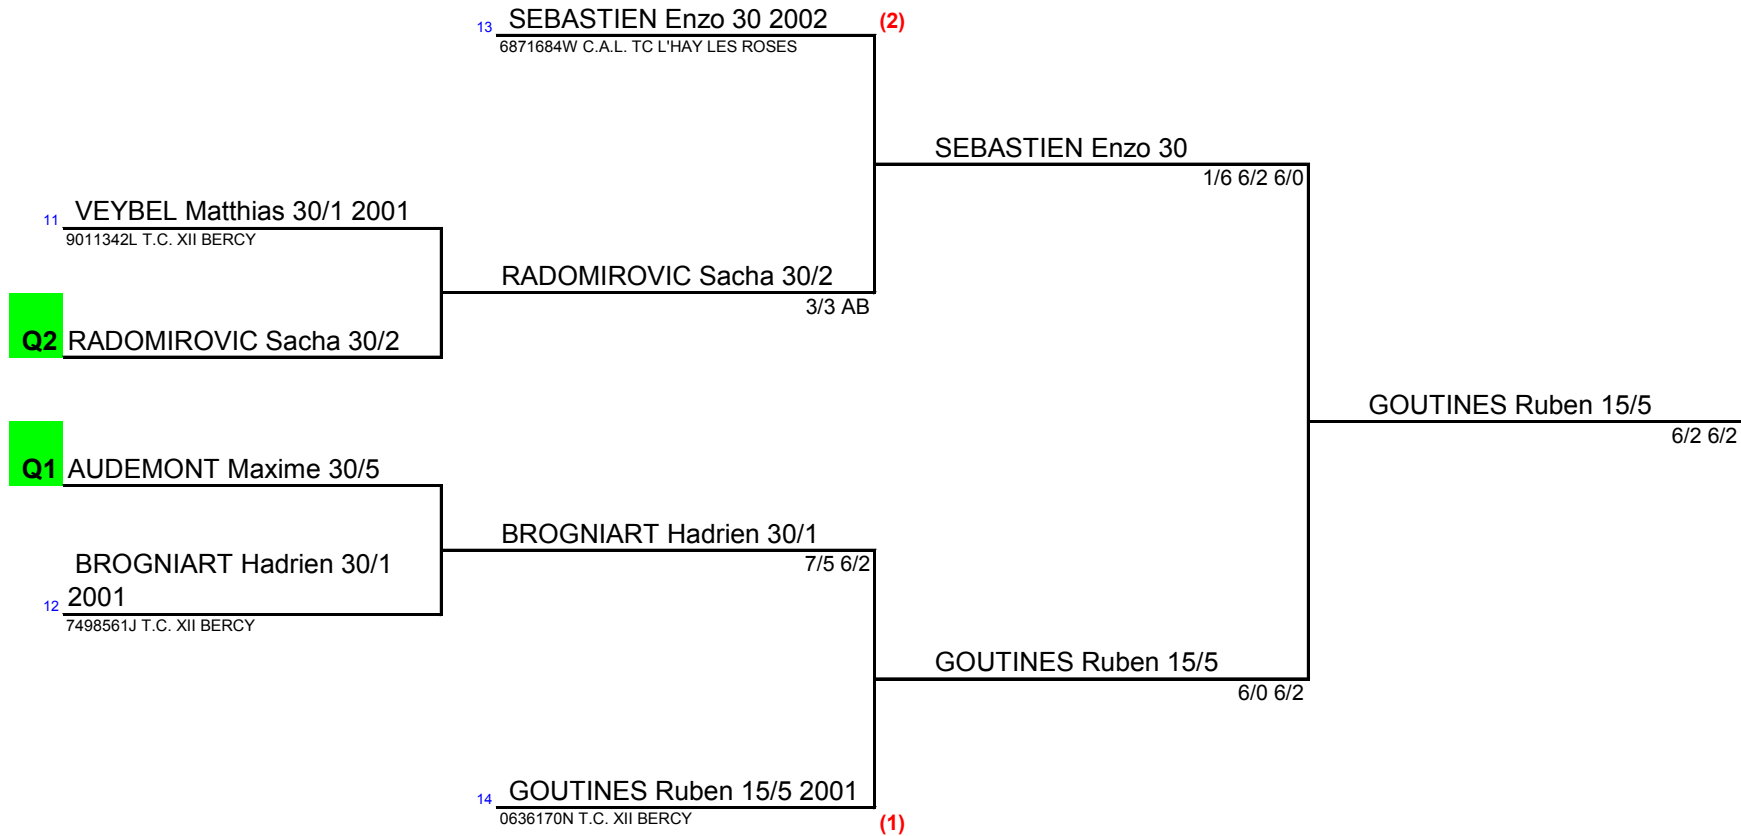 13 SEBASTIEN Enzo 30 2002 (2)
6871684W C.A.L. TC L'HAY LES ROSES
SEBASTIEN Enzo 30
1/6 6/2 6/0
11 VEYBEL Matthias 30/1 2001
9011342L T.C. XII BERCY
RADOMIROVIC Sacha 30/2
3/3 AB
Q2 RADOMIROVIC Sacha 30/2
GOUTINES Ruben 15/5
6/2 6/2
Q1 AUDEMONT Maxime 30/5
BROGNIART Hadrien 30/1
7/5 6/2
BROGNIART Hadrien 30/1
12 2001
7498561J T.C. XII BERCY
GOUTINES Ruben 15/5
6/0 6/2
14 GOUTINES Ruben 15/5 2001
0636170N T.C. XII BERCY
(1)